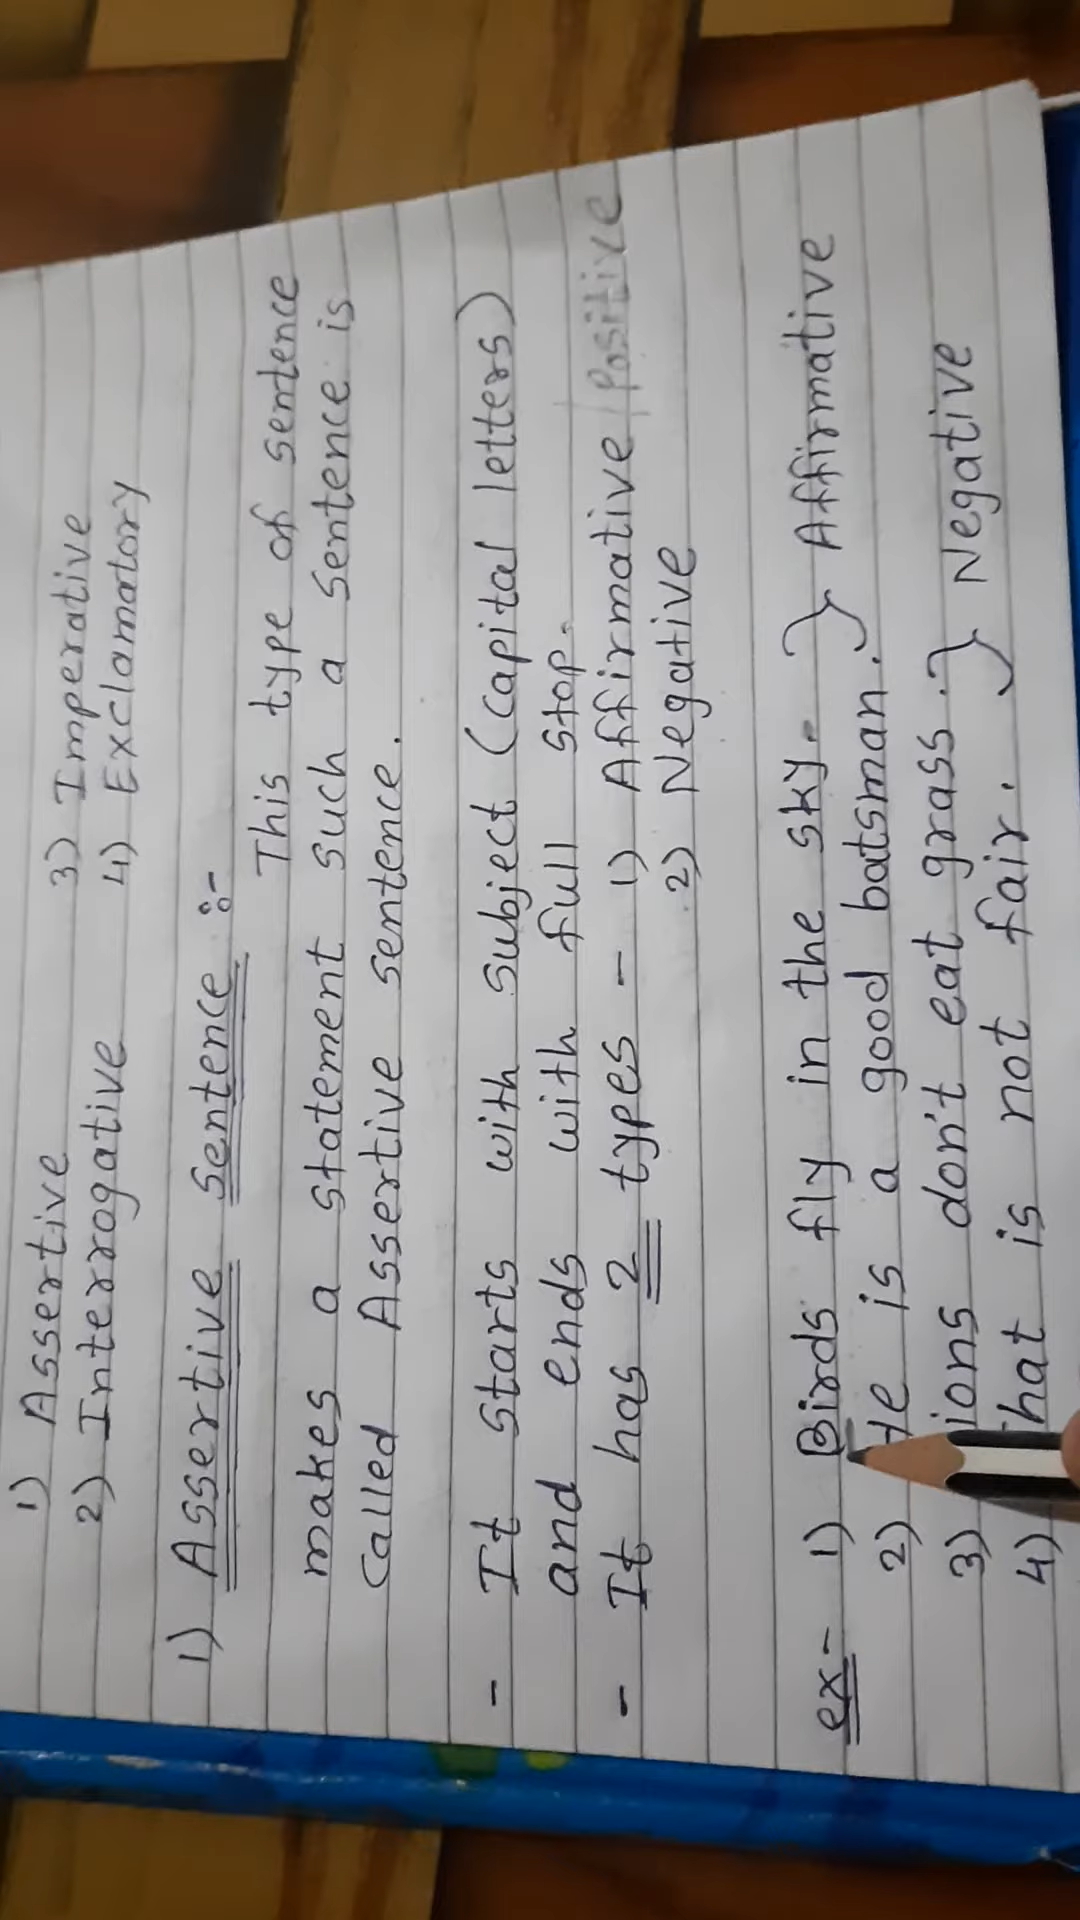 1) Assertive 3) Imperative
2) Interrogative 4) Exclamatory
1) Assertive sentence :-
This type of sentence
makes a statement such a sentence is
called Assertive sentence.
- It starts with subject (capital letters)
and ends with full stop.
- It has 2 types - 1) Affirmative/Positive
2) Negative
ex- 1) Birds fly in the sky. } Affirmative
2) He is a good batsman.
3) ions don't eat grass. } Negative
4) hat is not fair.